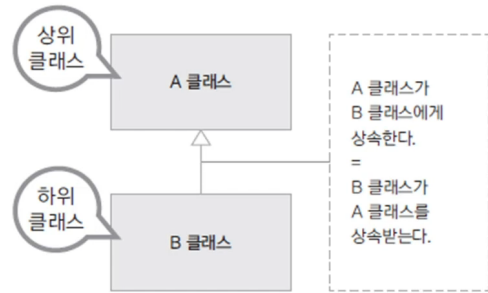 상위
클래스
A 클래스
하위
클래스
B 클래스
A 클래스가
B 클래스에게
상속한다.
=
B 클래스가
A 클래스를
상속받는다.